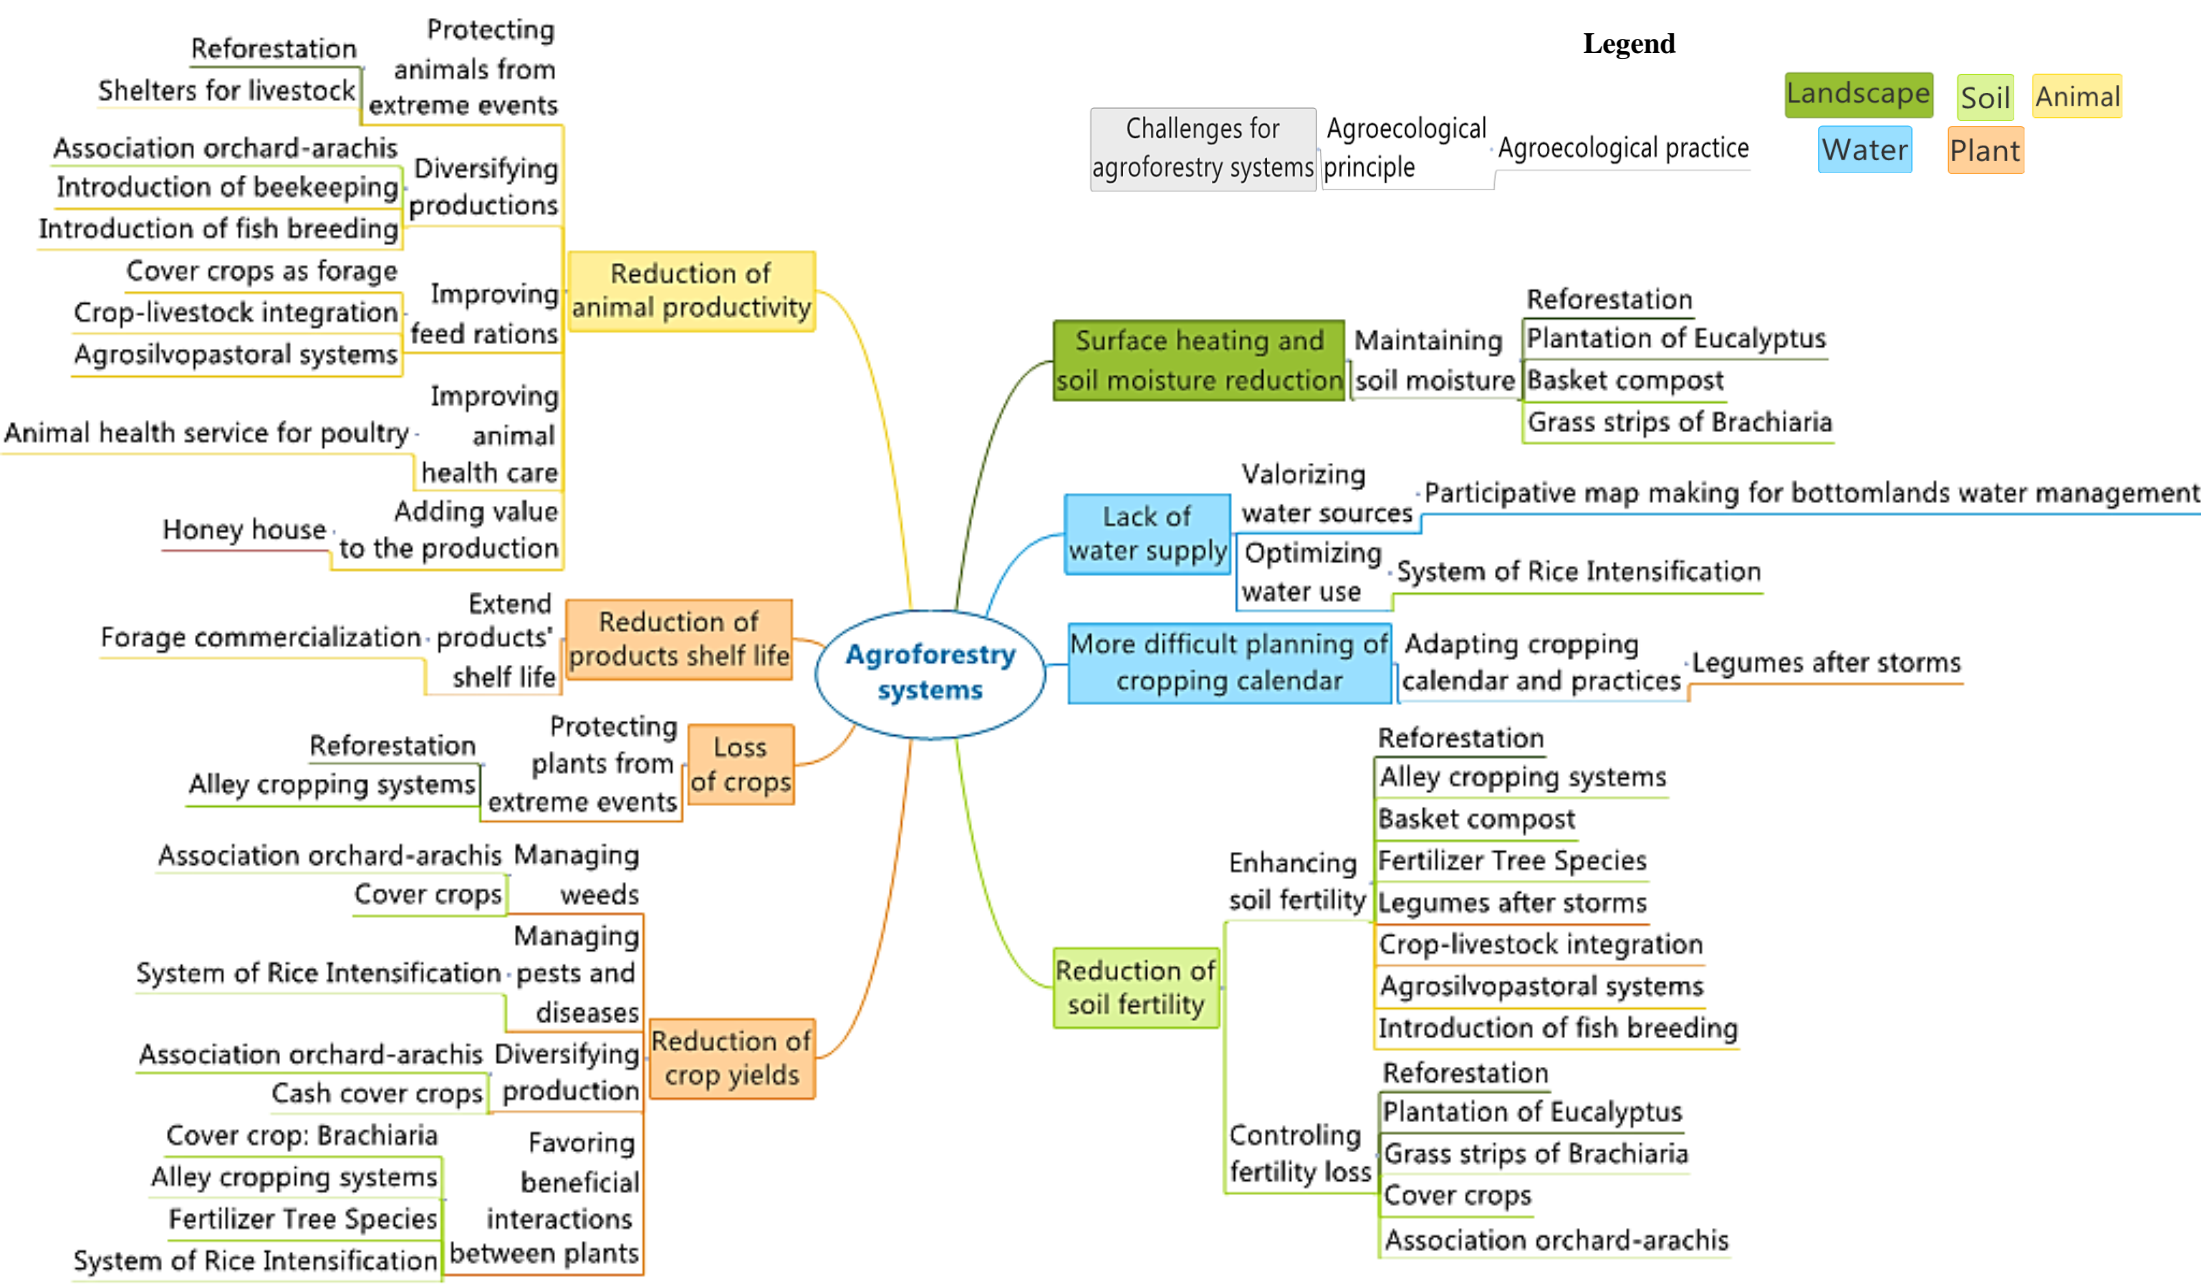 Legend
Landscape
Soil
Animal
Water
Plant
Challenges for
agroforestry systems
Agroecological
principle
Agroecological practice
Agroforestry
systems
Reduction of
animal productivity
Protecting
animals from
extreme events
Reforestation
Shelters for livestock
Diversifying
productions
Association orchard-arachis
Introduction of beekeeping
Introduction of fish breeding
Improving
feed rations
Cover crops as forage
Crop-livestock integration
Agrosilvopastoral systems
Improving
animal
health care
Animal health service for poultry
Adding value
to the production
Honey house
Reduction of
products shelf life
Extend
products'
shelf life
Forage commercialization
Loss
of crops
Protecting
plants from
extreme events
Reforestation
Alley cropping systems
Reduction of
crop yields
Managing
weeds
Association orchard-arachis
Cover crops
Managing
pests and
diseases
System of Rice Intensification
Diversifying
production
Association orchard-arachis
Cash cover crops
Favoring
beneficial
interactions
between plants
Cover crop: Brachiaria
Alley cropping systems
Fertilizer Tree Species
System of Rice Intensification
Surface heating and
soil moisture reduction
Maintaining
soil moisture
Reforestation
Plantation of Eucalyptus
Basket compost
Grass strips of Brachiaria
Lack of
water supply
Valorizing
water sources
Participative map making for bottomlands water management
Optimizing
water use
System of Rice Intensification
More difficult planning of
cropping calendar
Adapting cropping
calendar and practices
Legumes after storms
Reduction of
soil fertility
Enhancing
soil fertility
Reforestation
Alley cropping systems
Basket compost
Fertilizer Tree Species
Legumes after storms
Crop-livestock integration
Agrosilvopastoral systems
Introduction of fish breeding
Controling
fertility loss
Reforestation
Plantation of Eucalyptus
Grass strips of Brachiaria
Cover crops
Association orchard-arachis